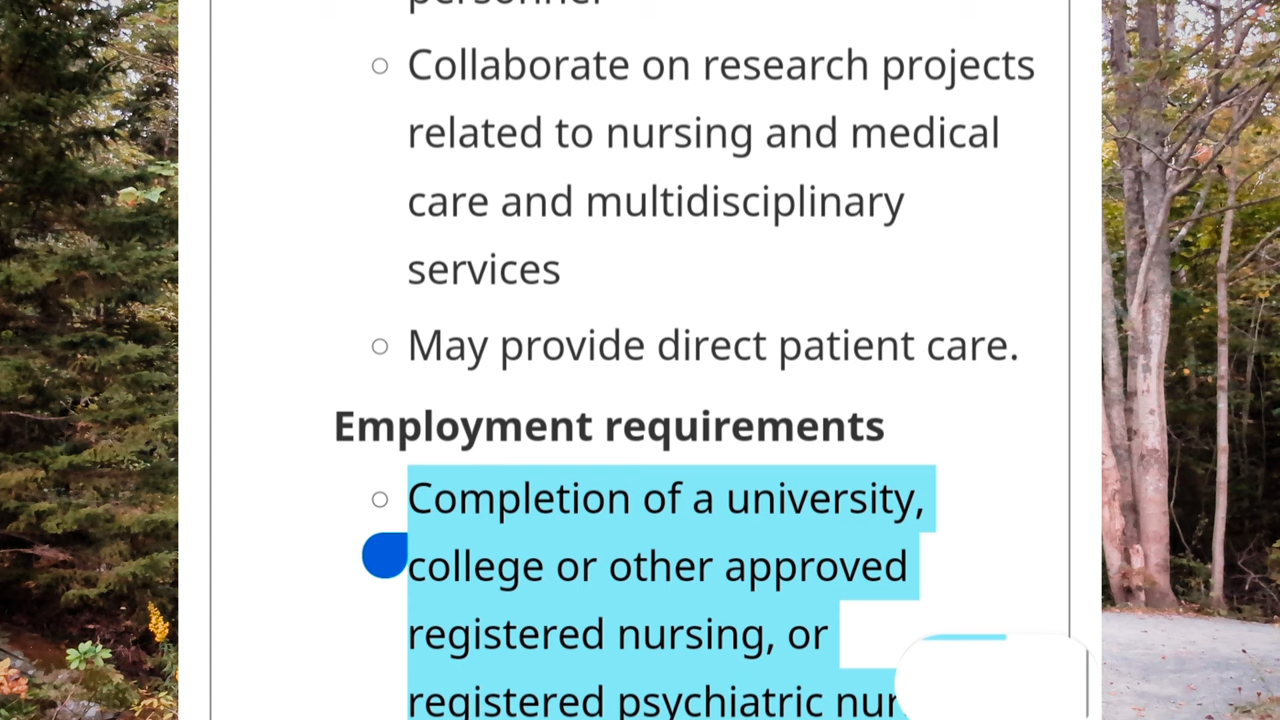 Collaborate on research projects
related to nursing and medical
care and multidisciplinary
services
May provide direct patient care.
Employment requirements
Completion of a university,
college or other approved
registered nursing, or
registered psychiatric